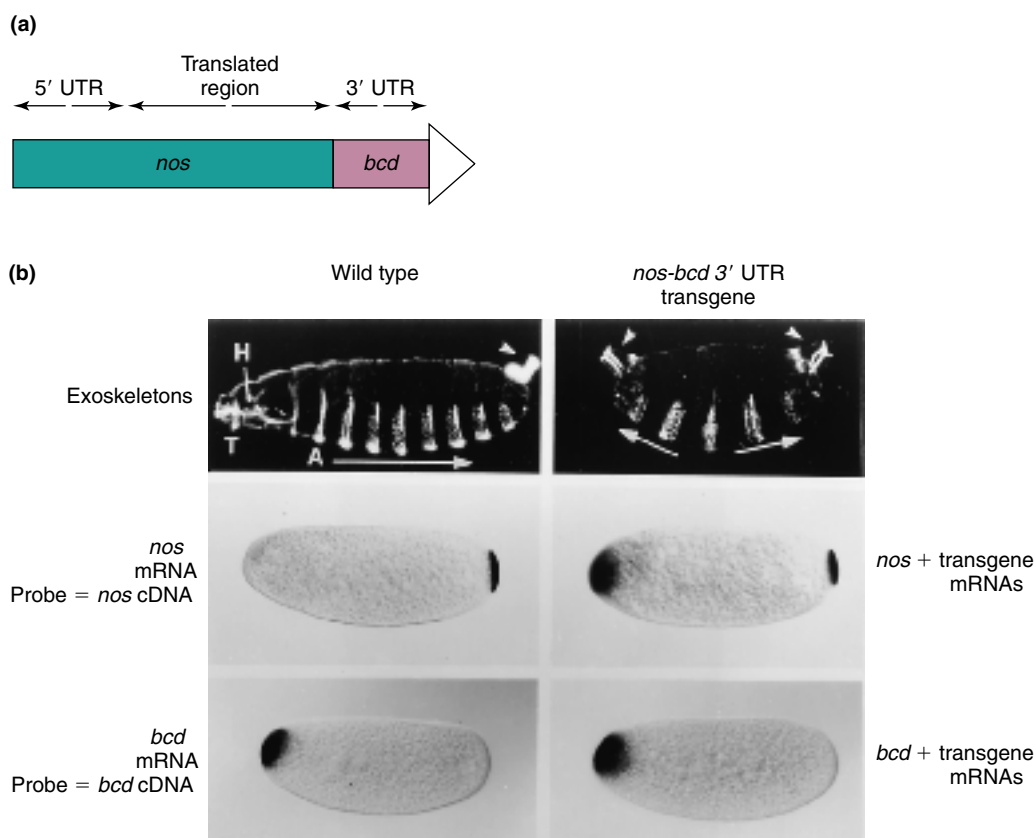 (a)
5′ UTR
Translated
region
3′ UTR
nos
bcd
(b)
Wild type
nos-bcd 3′ UTR
transgene
Exoskeletons
H
T
A
nos
mRNA
Probe = nos cDNA
nos + transgene
mRNAs
bcd
mRNA
Probe = bcd cDNA
bcd + transgene
mRNAs